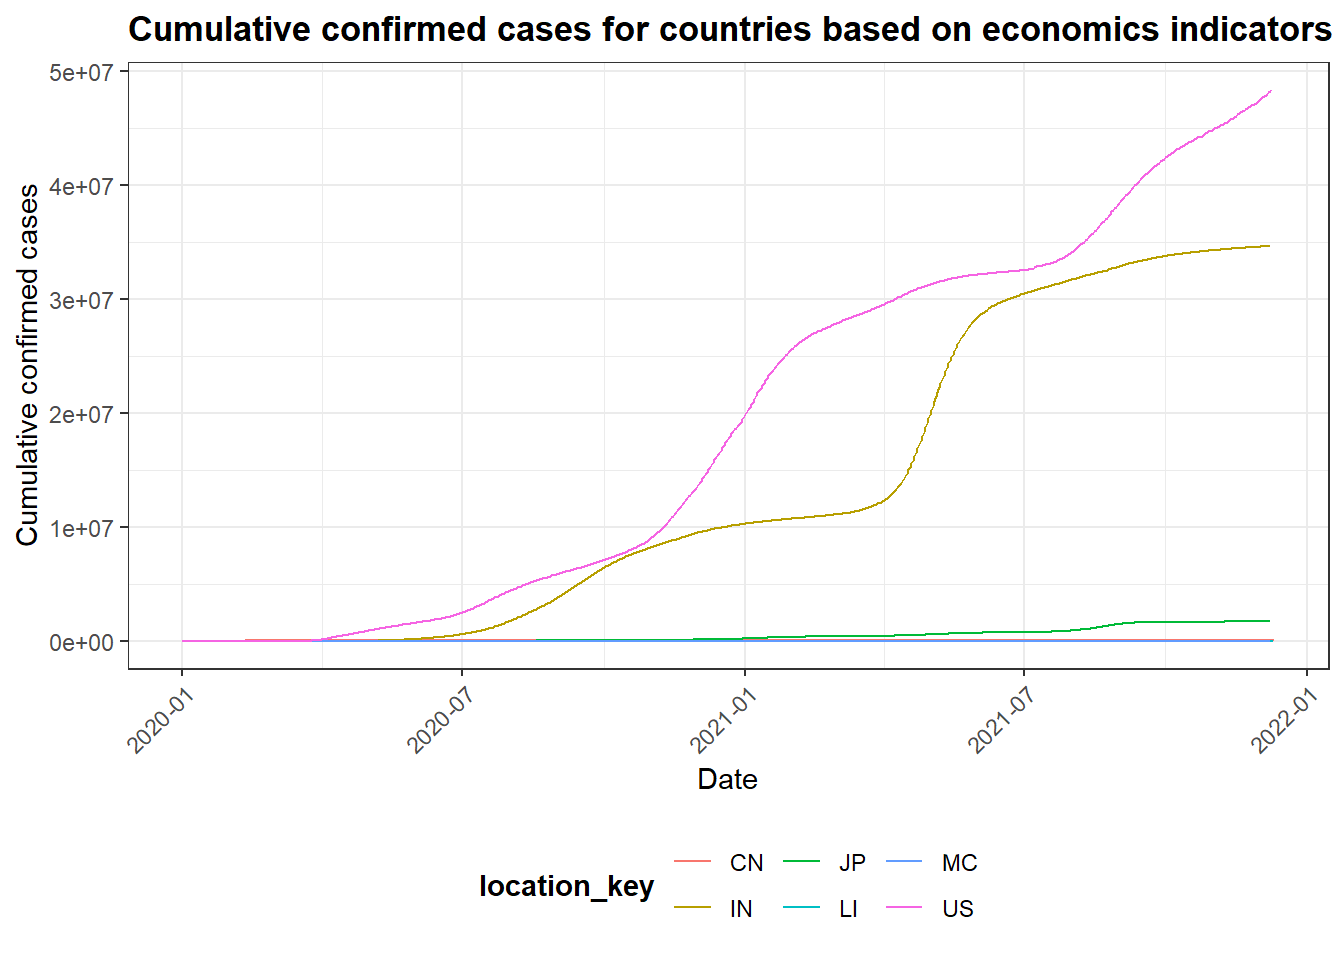 Cumulative confirmed cases for countries based on economics indicators
Cumulative confirmed cases
5e+07
4e+07
3e+07
2e+07
1e+07
0e+00
2020-01
2020-07
2021-01
2021-07
2022-01
Date
location_key
CN
JP
MC
IN
LI
US